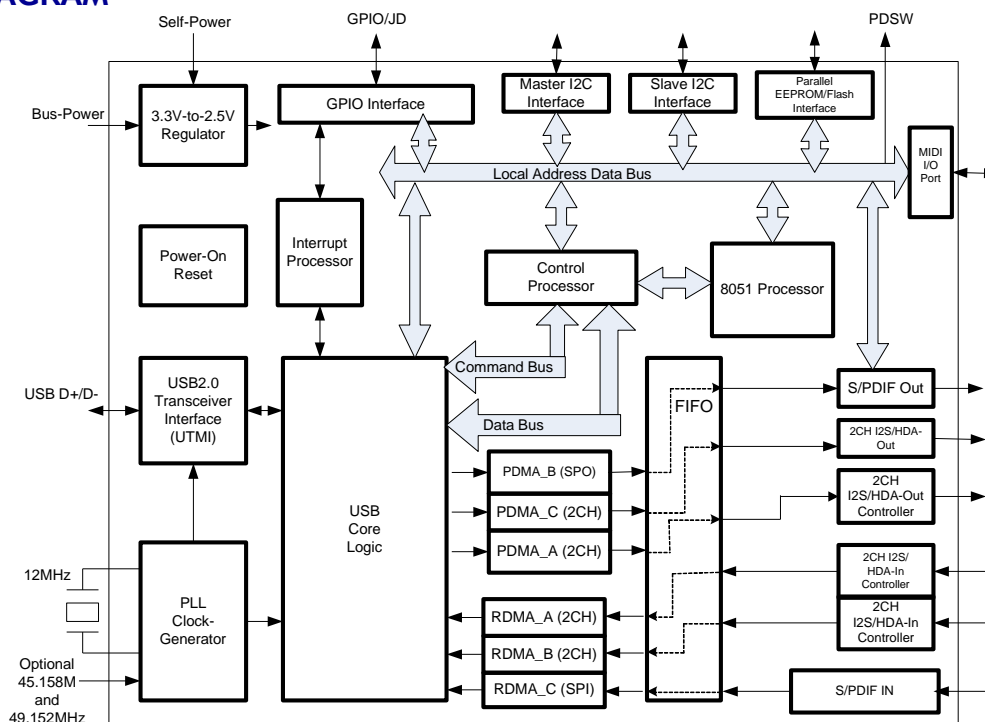 AGRAM
Self-Power
GPIO/JD
PDSW
Bus-Power
3.3V-to-2.5V
Regulator
GPIO Interface
Master I2C
Interface
Slave I2C
Interface
Parallel
EEPROM/Flash
Interface
MIDI
I/O
Port
Local Address Data Bus
Power-On
Reset
Interrupt
Processor
Control
Processor
8051 Processor
USB D+/D-
USB2.0
Transceiver
Interface
(UTMI)
Command Bus
Data Bus
FIFO
S/PDIF Out
2CH I2S/HDA-
Out
2CH
I2S/HDA-Out
Controller
USB
Core
Logic
PDMA_B (SPO)
PDMA_C (2CH)
PDMA_A (2CH)
12MHz
PLL
Clock-
Generator
2CH I2S/
HDA-In
Controller
2CH
I2S/HDA-In
Controller
RDMA_A (2CH)
RDMA_B (2CH)
RDMA_C (SPI)
S/PDIF IN
Optional
45.158M
and
49.152MHz